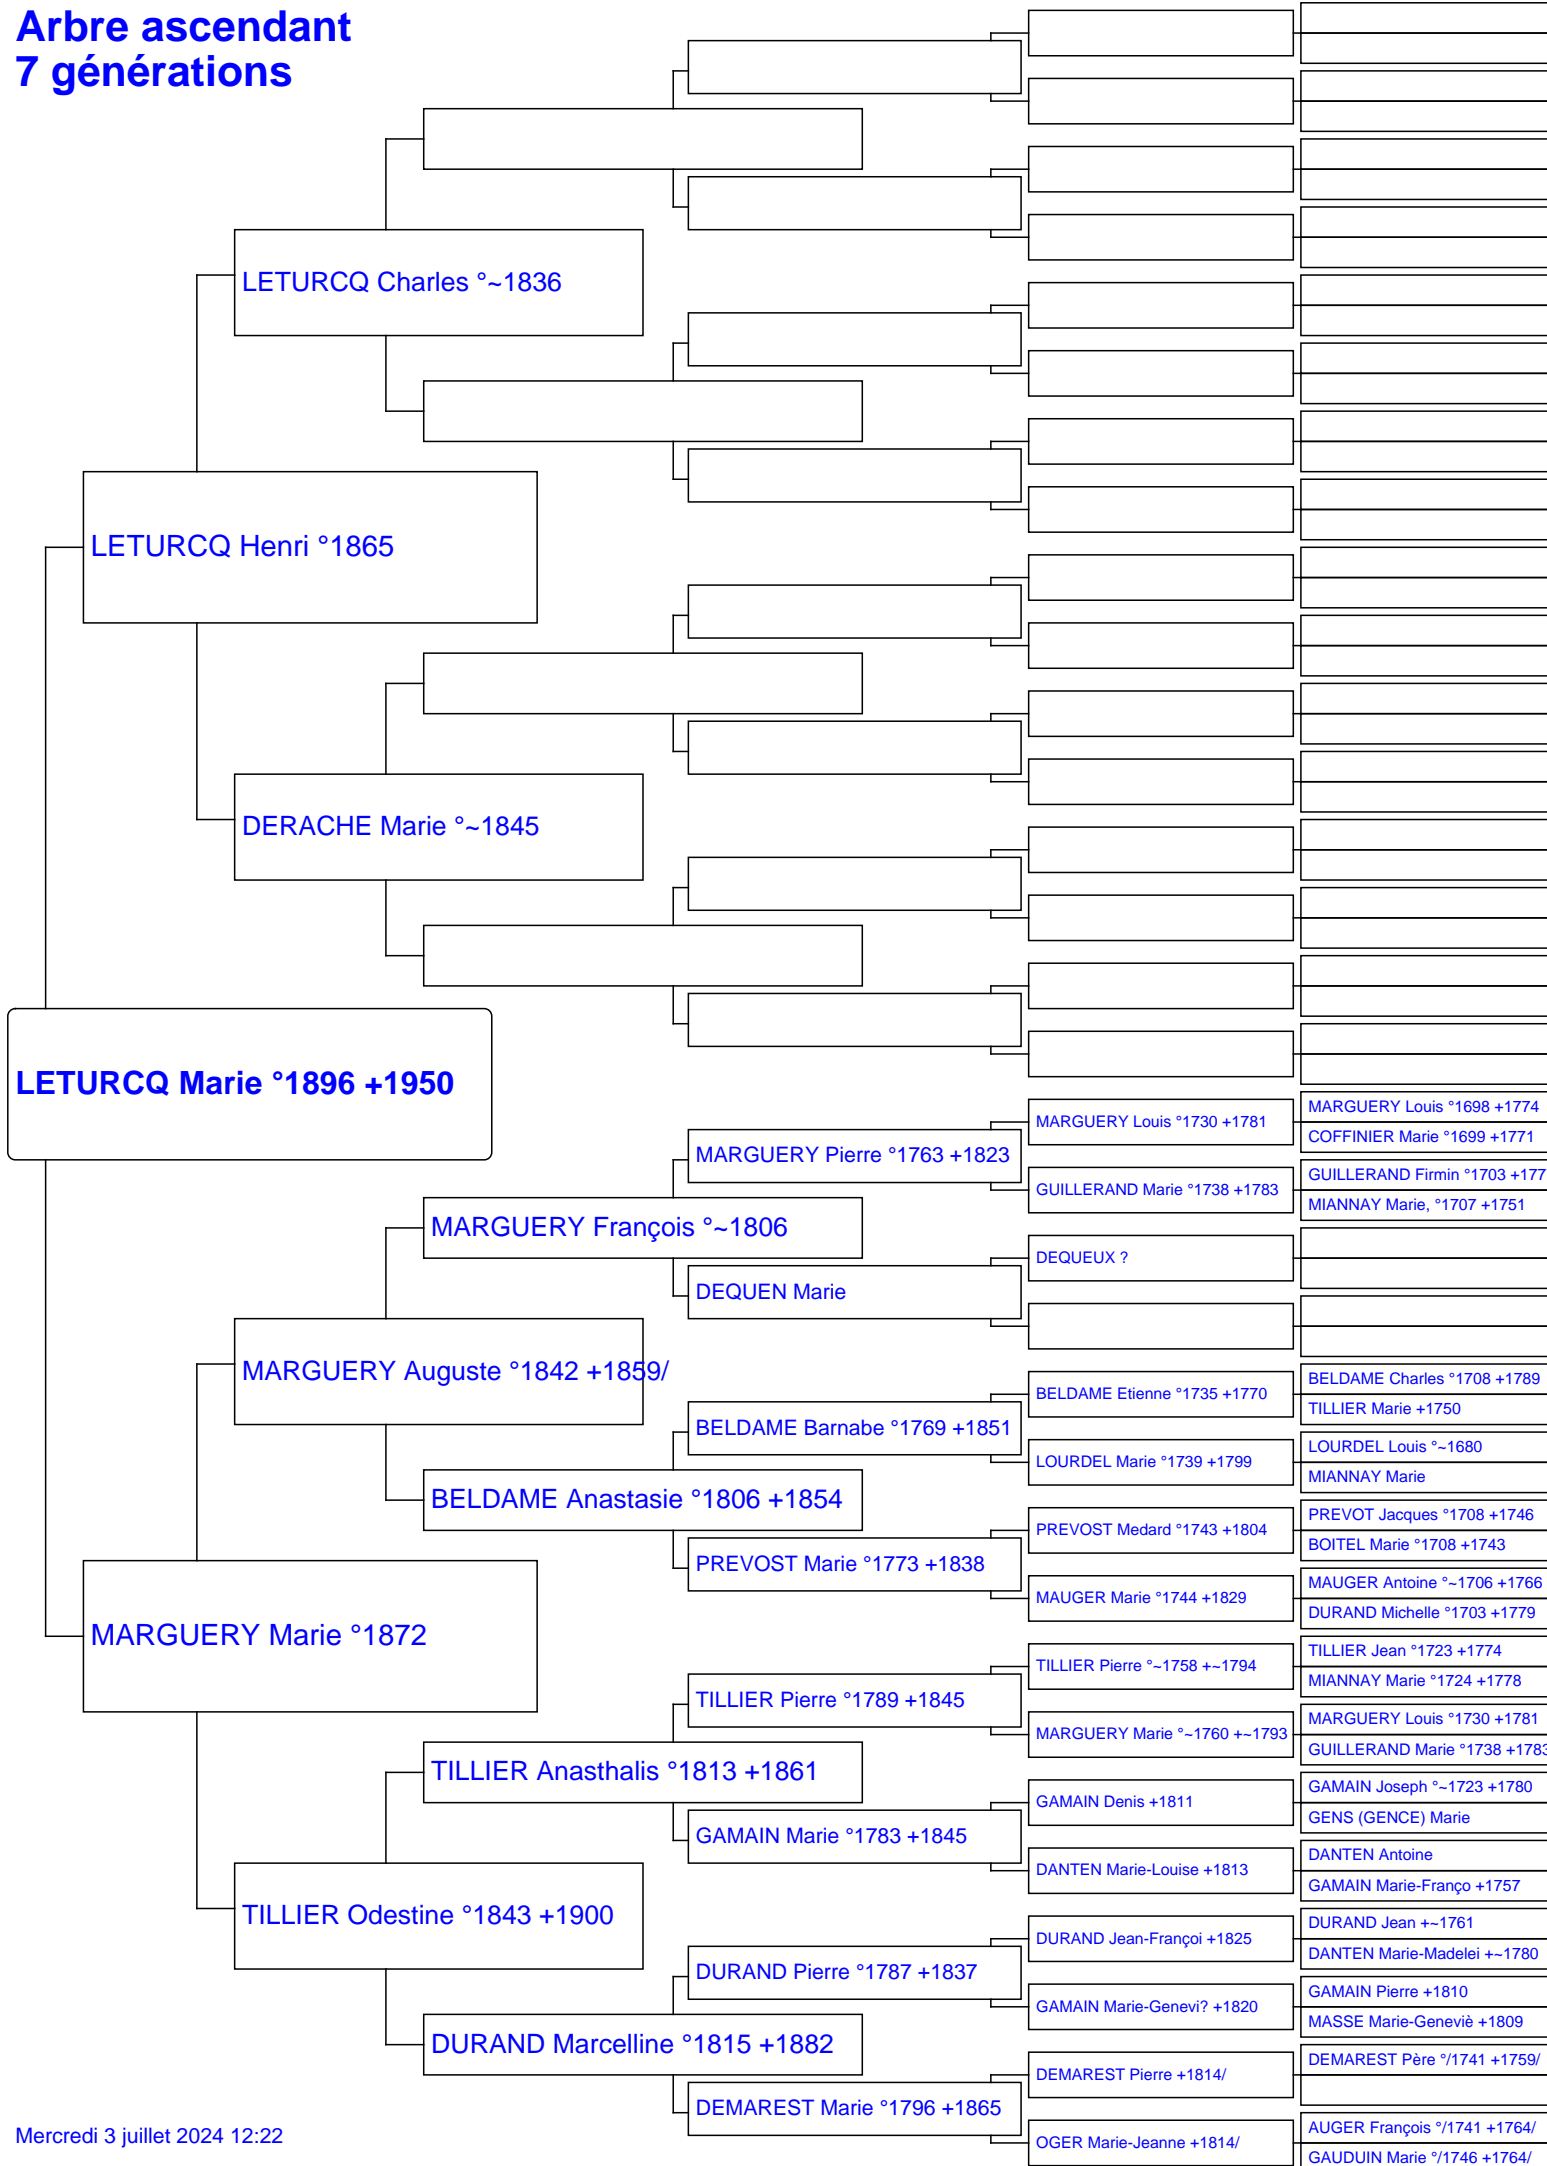 Arbre ascendant
7 générations
LETURCQ Charles °~1836
LETURCQ Henri °1865
DERACHE Marie °~1845
LETURCQ Marie °1896 +1950
MARGUERY Louis °1698 +1774
MARGUERY Louis °1730 +1781
COFFINIER Marie °1699 +1771
MARGUERY Pierre °1763 +1823
GUILLERAND Firmin °1703 +177
GUILLERAND Marie °1738 +1783
MIANNAY Marie, °1707 +1751
MARGUERY François °~1806
DEQUEUX ?
DEQUEN Marie
MARGUERY Auguste °1842 +1859/
BELDAME Charles °1708 +1789
BELDAME Etienne °1735 +1770
TILLIER Marie +1750
BELDAME Barnabe °1769 +1851
LOURDEL Louis °~1680
LOURDEL Marie °1739 +1799
MIANNAY Marie
BELDAME Anastasie °1806 +1854
PREVOT Jacques °1708 +1746
PREVOST Medard °1743 +1804
BOITEL Marie °1708 +1743
PREVOST Marie °1773 +1838
MAUGER Antoine °~1706 +1766
MAUGER Marie °1744 +1829
DURAND Michelle °1703 +1779
MARGUERY Marie °1872
TILLIER Jean °1723 +1774
TILLIER Pierre °~1758 +~1794
MIANNAY Marie °1724 +1778
TILLIER Pierre °1789 +1845
MARGUERY Louis °1730 +1781
MARGUERY Marie °~1760 +~1793
GUILLERAND Marie °1738 +1783
TILLIER Anasthalis °1813 +1861
GAMAIN Joseph °~1723 +1780
GAMAIN Denis +1811
GENS (GENCE) Marie
GAMAIN Marie °1783 +1845
DANTEN Antoine
DANTEN Marie-Louise +1813
GAMAIN Marie-Franço +1757
TILLIER Odestine °1843 +1900
DURAND Jean +~1761
DURAND Jean-Françoi +1825
DANTEN Marie-Madelei +~1780
DURAND Pierre °1787 +1837
GAMAIN Pierre +1810
GAMAIN Marie-Genevi? +1820
MASSE Marie-Geneviè +1809
DURAND Marcelline °1815 +1882
DEMAREST Père °/1741 +1759/
DEMAREST Pierre +1814/
DEMAREST Marie °1796 +1865
AUGER François °/1741 +1764/
OGER Marie-Jeanne +1814/
GAUDUIN Marie °/1746 +1764/
Mercredi 3 juillet 2024 12:22